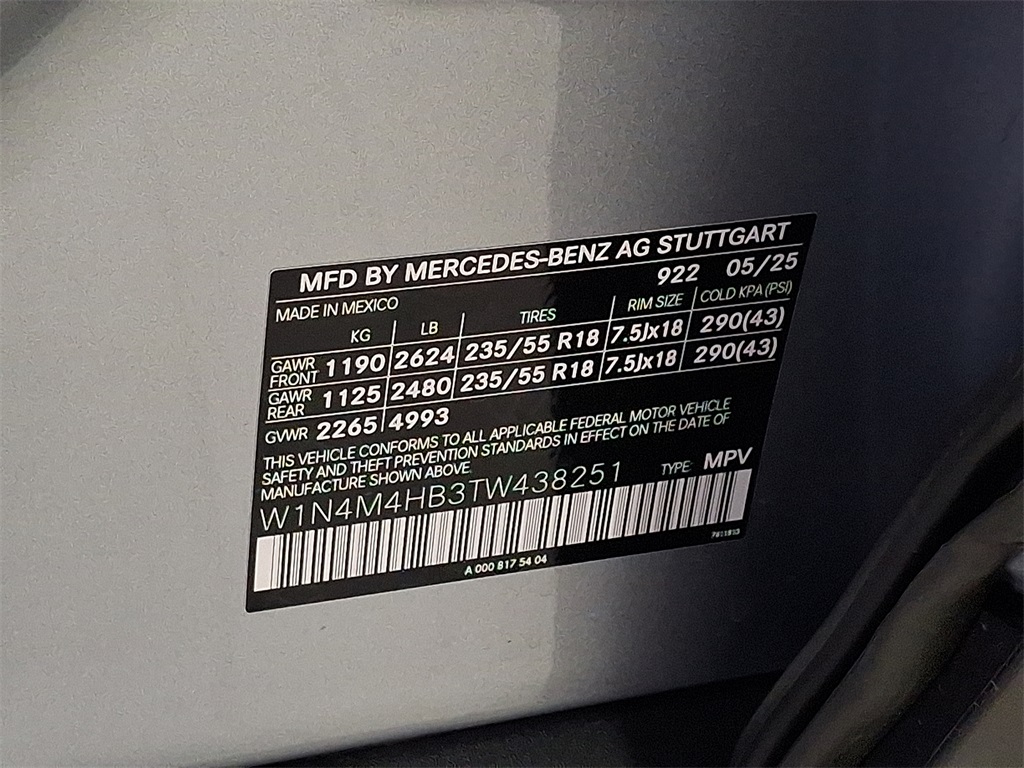 MFD BY MERCEDES-BENZ AG STUTTGART
922 05/25
MADE IN MEXICO
KG LB TIRES RIM SIZE COLD KPA (PSI)
GAWR FRONT 1190 2624 235/55 R18 7.5Jx18 290(43)
GAWR REAR 1125 2480 235/55 R18 7.5Jx18 290(43)
GVWR 2265 4993
THIS VEHICLE CONFORMS TO ALL APPLICABLE FEDERAL MOTOR VEHICLE
SAFETY AND THEFT PREVENTION STANDARDS IN EFFECT ON THE DATE OF
MANUFACTURE SHOWN ABOVE.
W1N4M4HB3TW438251 TYPE: MPV
A 000 817 54 04